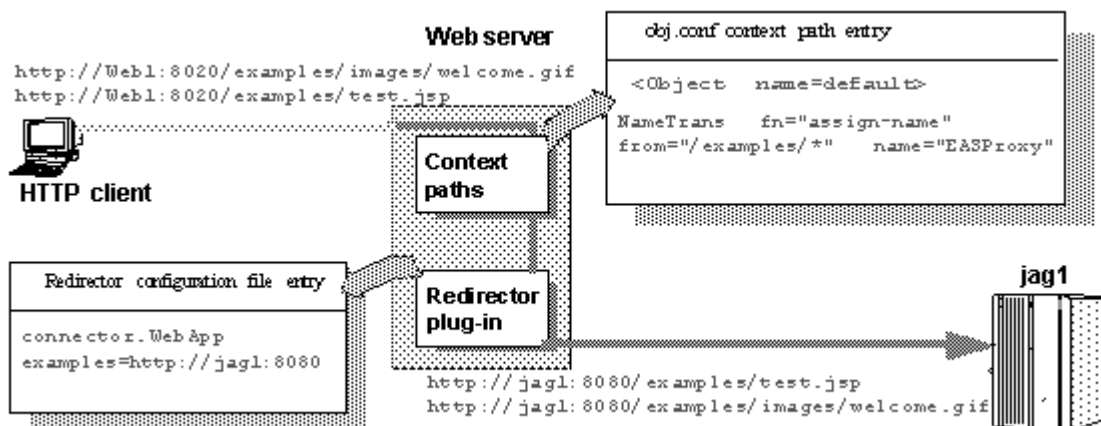 Web server
http://Web1:8020/examples/images/welcome.gif
http://Web1:8020/examples/test.jsp
HTTP client
Context
paths
obj.conf context path entry
<Object name=default>
NameTrans fn="assign-name"
from="/examples/*" name="EASProxy"
Redirector configuration file entry
connector.WebApp
examples=http://jag1:8080
Redirector
plug-in
jag1
http://jag1:8080/examples/test.jsp
http://jag1:8080/examples/images/welcome.gif